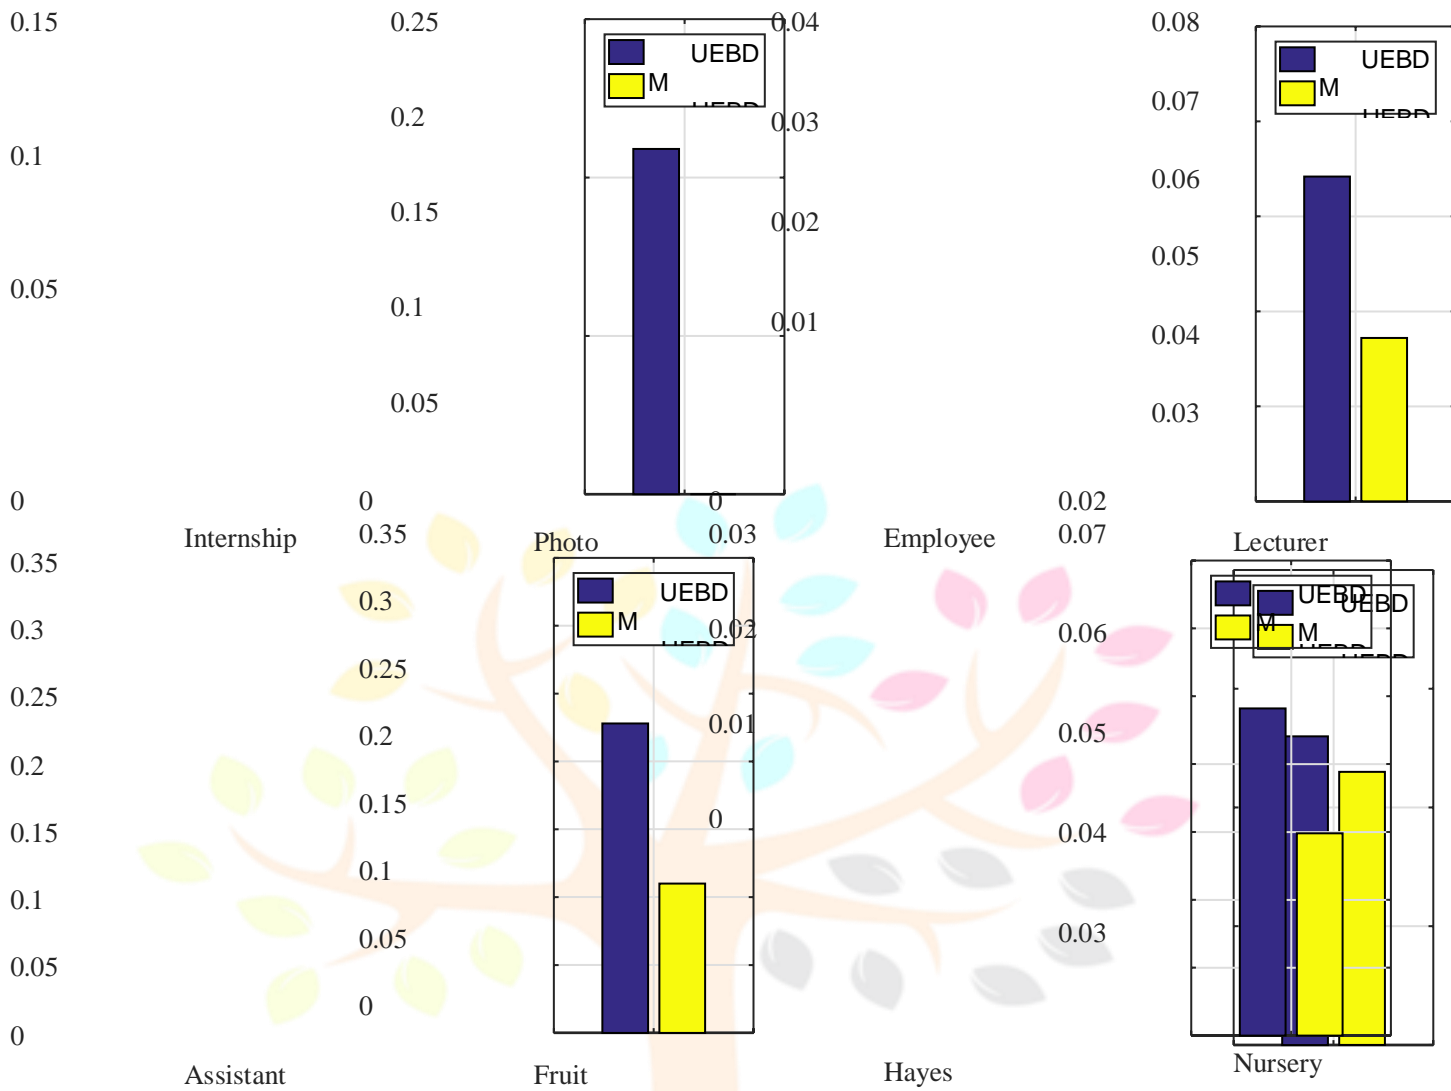 0.15 0.25 0.04 0.08
UEBD UEBD
M M
0.07
0.2 0.03
0.1
0.06
0.15 0.02
0.05
0.05
0.1 0.01
0.04
0.05 0.03
0 0 0 0.02
Internship Photo Employee Lecturer
0.35 0.03 0.07
0.35
UEBD UEBD UEBD
0.3
M M M
0.3 0.02 0.06
0.25
0.25
0.2 0.01 0.05
0.2
0.15 0 0.04
0.15
0.1
0.1
0.05 0.03
0.05
0
0
Assistant Fruit Hayes Nursery